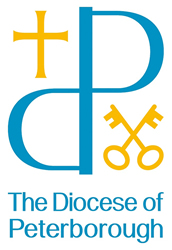 The Diocese of
Peterborough